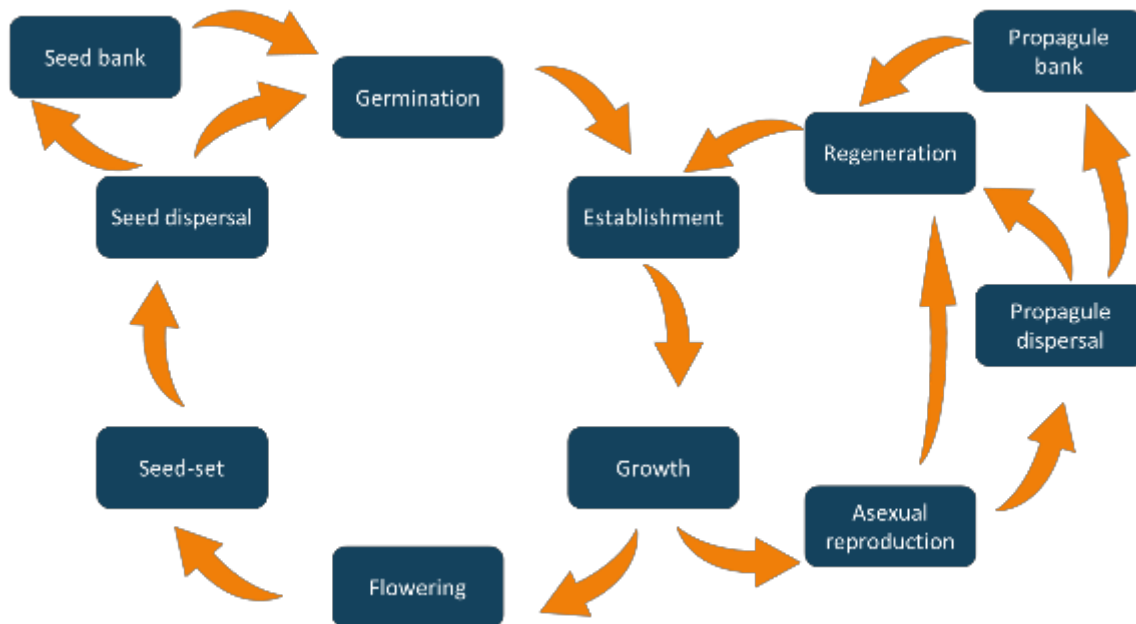 Seed bank
Germination
Propagule
bank
Regeneration
Seed dispersal
Establishment
Propagule
dispersal
Seed-set
Growth
Asexual
reproduction
Flowering